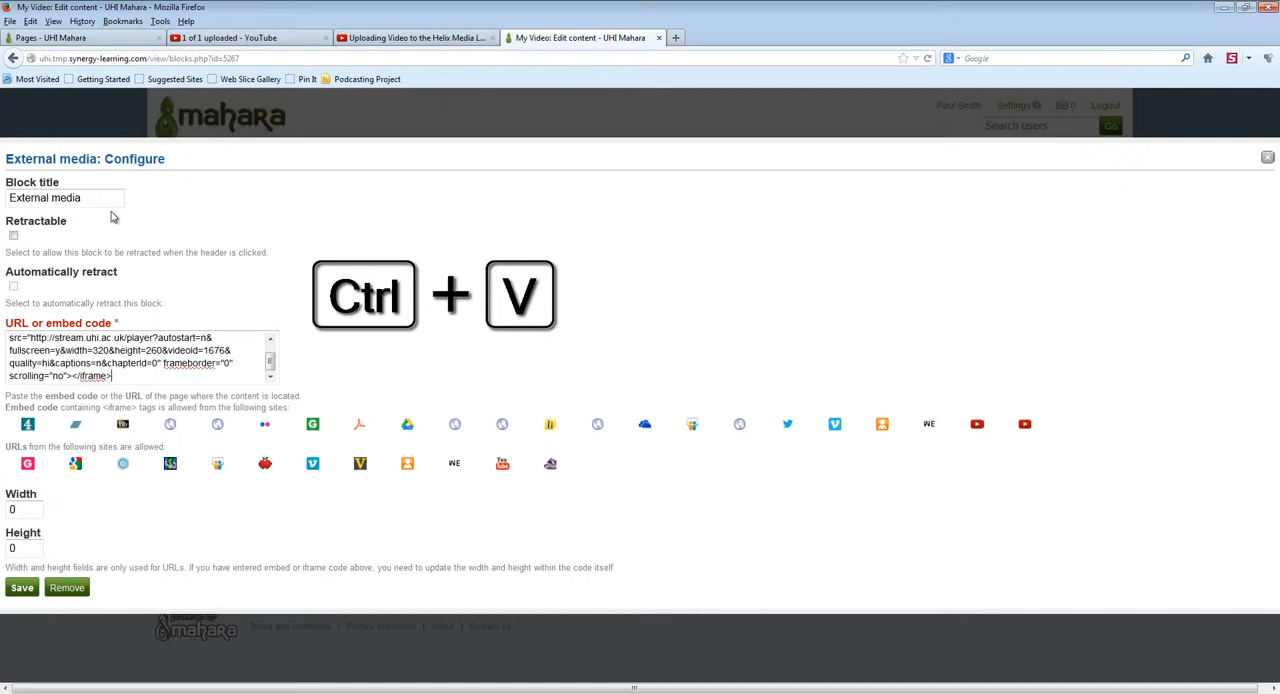 My Video: Edit content - UHI Mahara - Mozilla Firefox
File Edit View History Bookmarks Tools Help
Pages - UHI Mahara
1 of 1 uploaded - YouTube
Uploading Video to the Helix Media L...
My Video: Edit content - UHI Mahara
uhi.tmp.synergy-learning.com/view/blocks.php?id=5267
Google
Most Visited Getting Started Suggested Sites Web Slice Gallery Pin It Podcasting Project
mahara
Paul Smith Settings 0 Logout
Search users Go
External media: Configure
Block title
External media
Retractable
Select to allow this block to be retracted when the header is clicked.
Automatically retract
Select to automatically retract this block.
Ctrl + V
URL or embed code *
src="http://stream.uhi.ac.uk/player?autostart=n&
fullscreen=y&width=320&height=260&videoId=1676&
quality=hi&captions=n&chapterId=0" frameborder="0"
scrolling="no"></iframe>
Paste the embed code or the URL of the page where the content is located.
Embed code containing <iframe> tags is allowed from the following sites:
URLs from the following sites are allowed:
Width
0
Height
0
Width and height fields are only used for URLs. If you have entered embed or iframe code above, you need to update the width and height within the code itself.
Save Remove
mahara
Terms and conditions | Privacy statement | About | Contact us